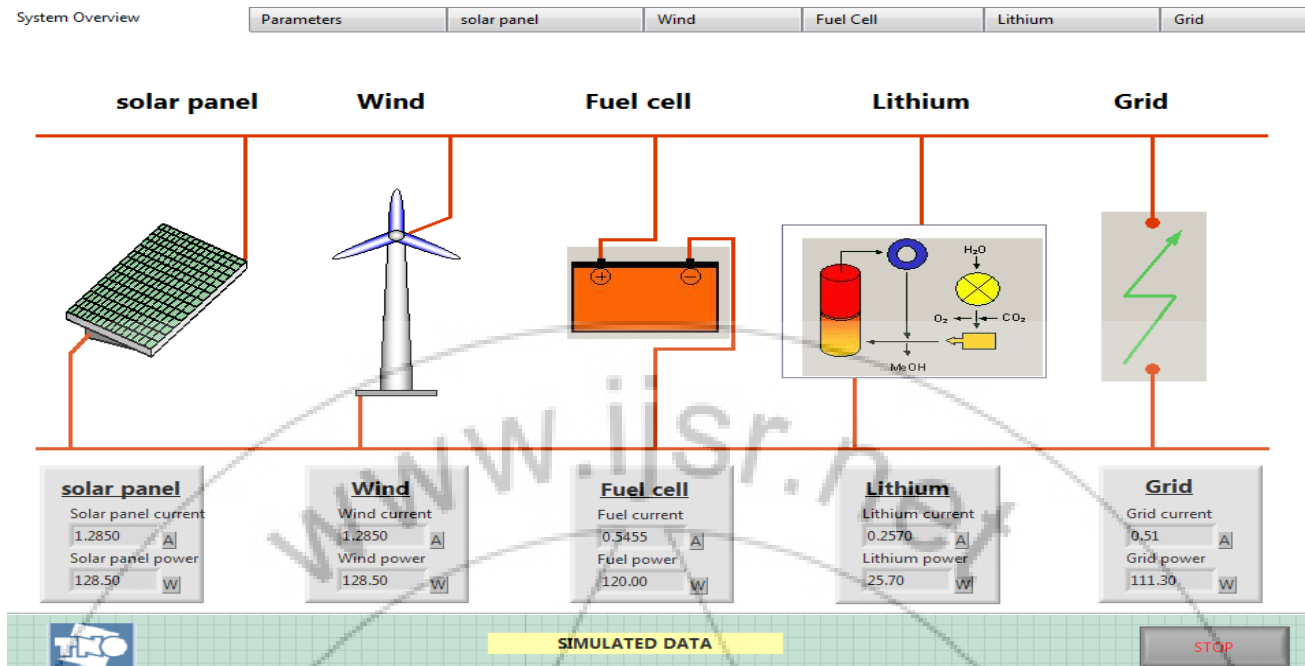 System Overview
Parameters
solar panel
Wind
Fuel Cell
Lithium
Grid
solar panel
Wind
Fuel cell
Lithium
Grid
H₂O
O₂
CO₂
MeOH
www.ijsr.net
solar panel
Solar panel current
1.2850 A
Solar panel power
128.50 W
Wind
Wind current
1.2850 A
Wind power
128.50 W
Fuel cell
Fuel current
0.5455 A
Fuel power
120.00 W
Lithium
Lithium current
0.2570 A
Lithium power
25.70 W
Grid
Grid current
0.51 A
Grid power
111.30 W
TNO
SIMULATED DATA
STOP